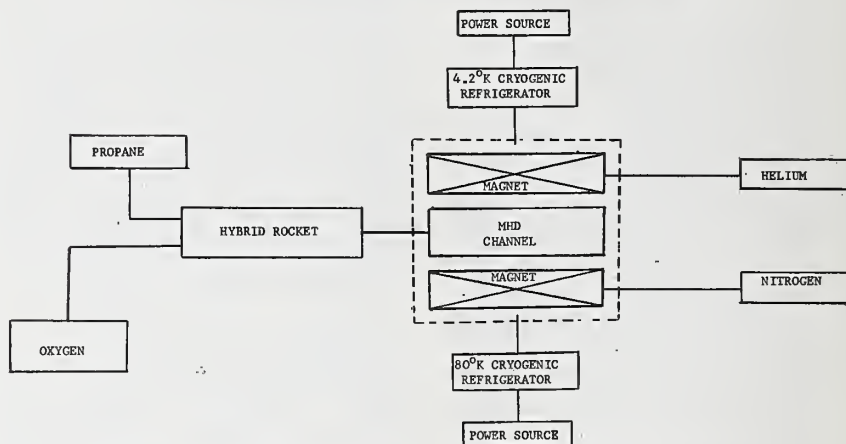 POWER SOURCE
4.2°K CRYOGENIC
REFRIGERATOR
PROPANE
MAGNET
HELIUM
HYBRID ROCKET
MHD
CHANNEL
MAGNET
NITROGEN
OXYGEN
80°K CRYOGENIC
REFRIGERATOR
POWER SOURCE